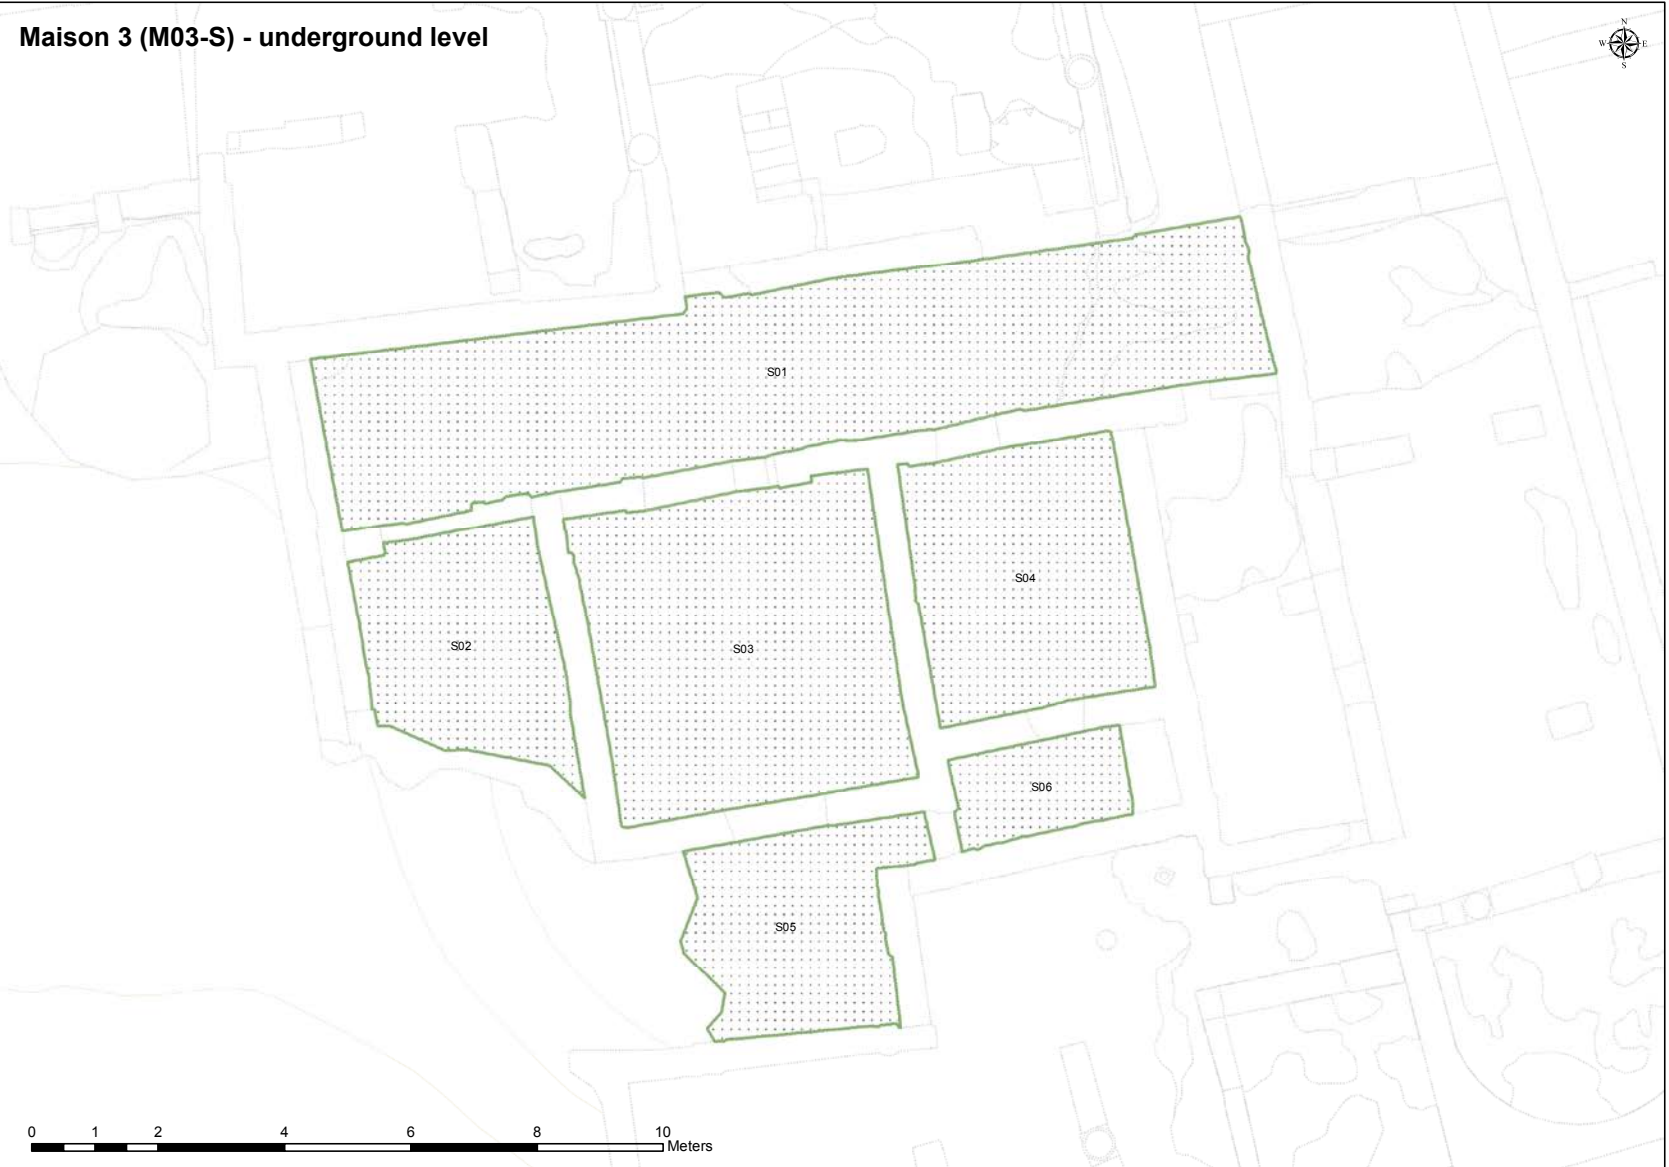 Maison 3 (M03-S) - underground level
N
W E
S
S01
S04
S02
S03
S06
S05
0 1 2 4 6 8 10
Meters